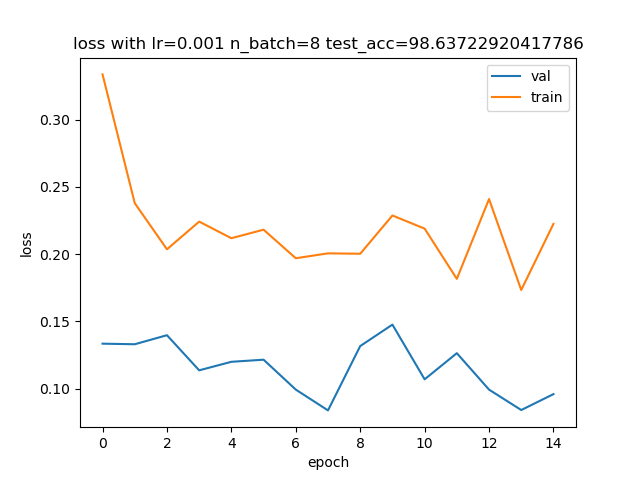 loss with lr=0.001 n_batch=8 test_acc=98.63722920417786
val
train
0.30
0.25
0.20
0.15
0.10
loss
0 2 4 6 8 10 12 14
epoch